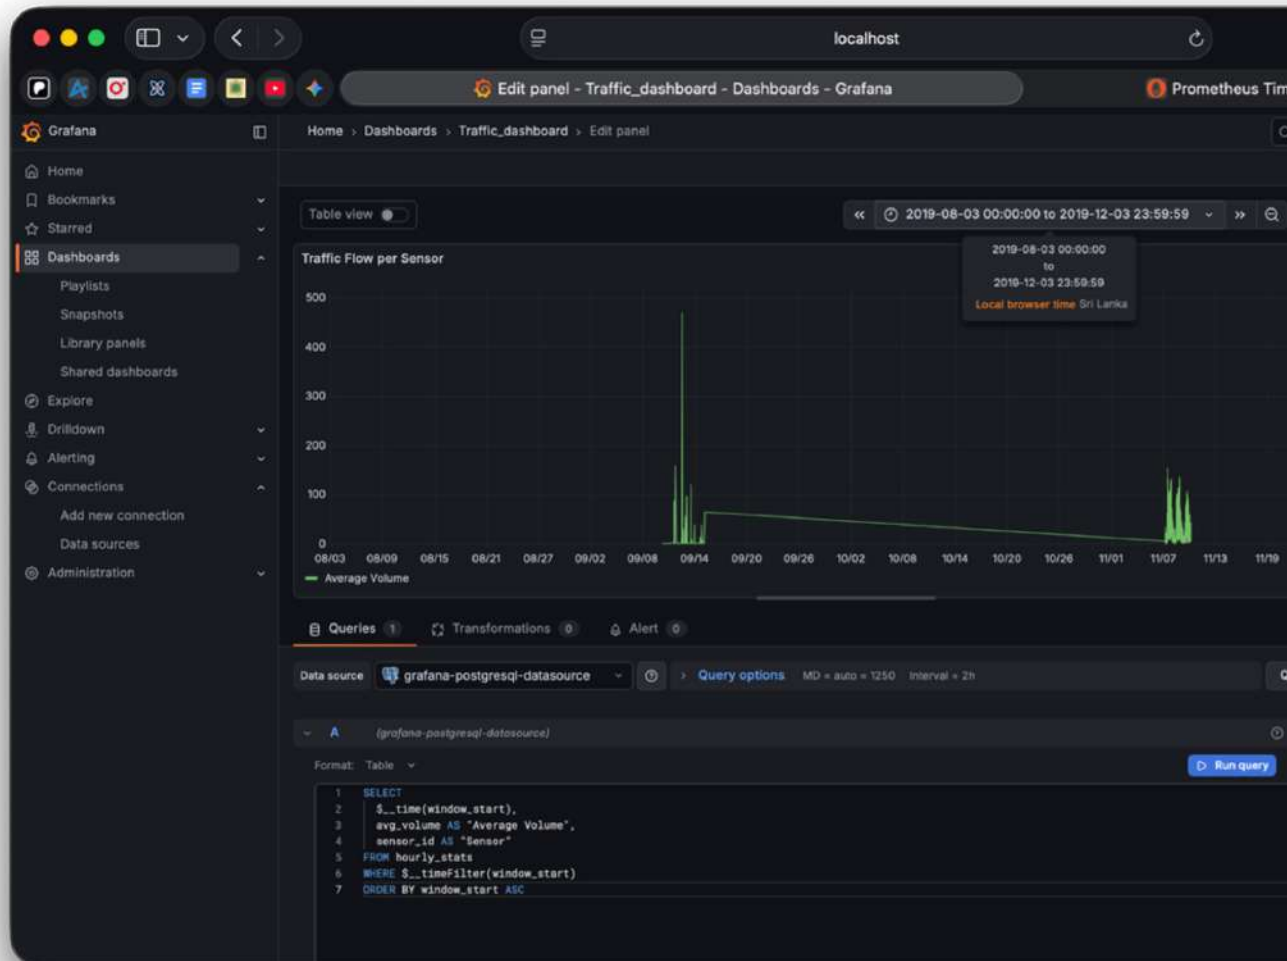 localhost
Edit panel - Traffic_dashboard - Dashboards - Grafana
Prometheus Tim
Grafana
Home › Dashboards › Traffic_dashboard › Edit panel
Home
Bookmarks
Starred
Dashboards
Playlists
Snapshots
Library panels
Shared dashboards
Explore
Drilldown
Alerting
Connections
Add new connection
Data sources
Administration
Table view
2019-08-03 00:00:00 to 2019-12-03 23:59:59
2019-08-03 00:00:00
to
2019-12-03 23:59:59
Local browser time Sri Lanka
Traffic Flow per Sensor
500
400
300
200
100
0
08/03 08/09 08/15 08/21 08/27 09/02 09/08 09/14 09/20 09/26 10/02 10/08 10/14 10/20 10/26 11/01 11/07 11/13 11/19
Average Volume
Queries 1 Transformations 0 Alert 0
Data source grafana-postgresql-datasource Query options MD = auto = 1250 Interval = 2h
A (grafana-postgresql-datasource)
Format: Table Run query
1 SELECT
2 $__time(window_start),
3 avg_volume AS "Average Volume",
4 sensor_id AS "Sensor"
5 FROM hourly_stats
6 WHERE $__timeFilter(window_start)
7 ORDER BY window_start ASC